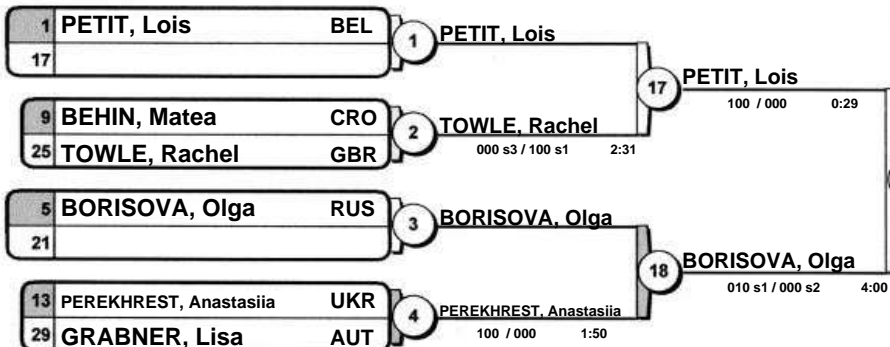 1 PETIT, Lois BEL
17
1 PETIT, Lois
9 BEHIN, Matea CRO
25 TOWLE, Rachel GBR
2 TOWLE, Rachel
000 s3 / 100 s1 2:31
17 PETIT, Lois
100 / 000 0:29
5 BORISOVA, Olga RUS
21
3 BORISOVA, Olga
13 PEREKHREST, Anastasiia UKR
29 GRABNER, Lisa AUT
4 PEREKHREST, Anastasiia
100 / 000 1:50
18 BORISOVA, Olga
010 s1 / 000 s2 4:00